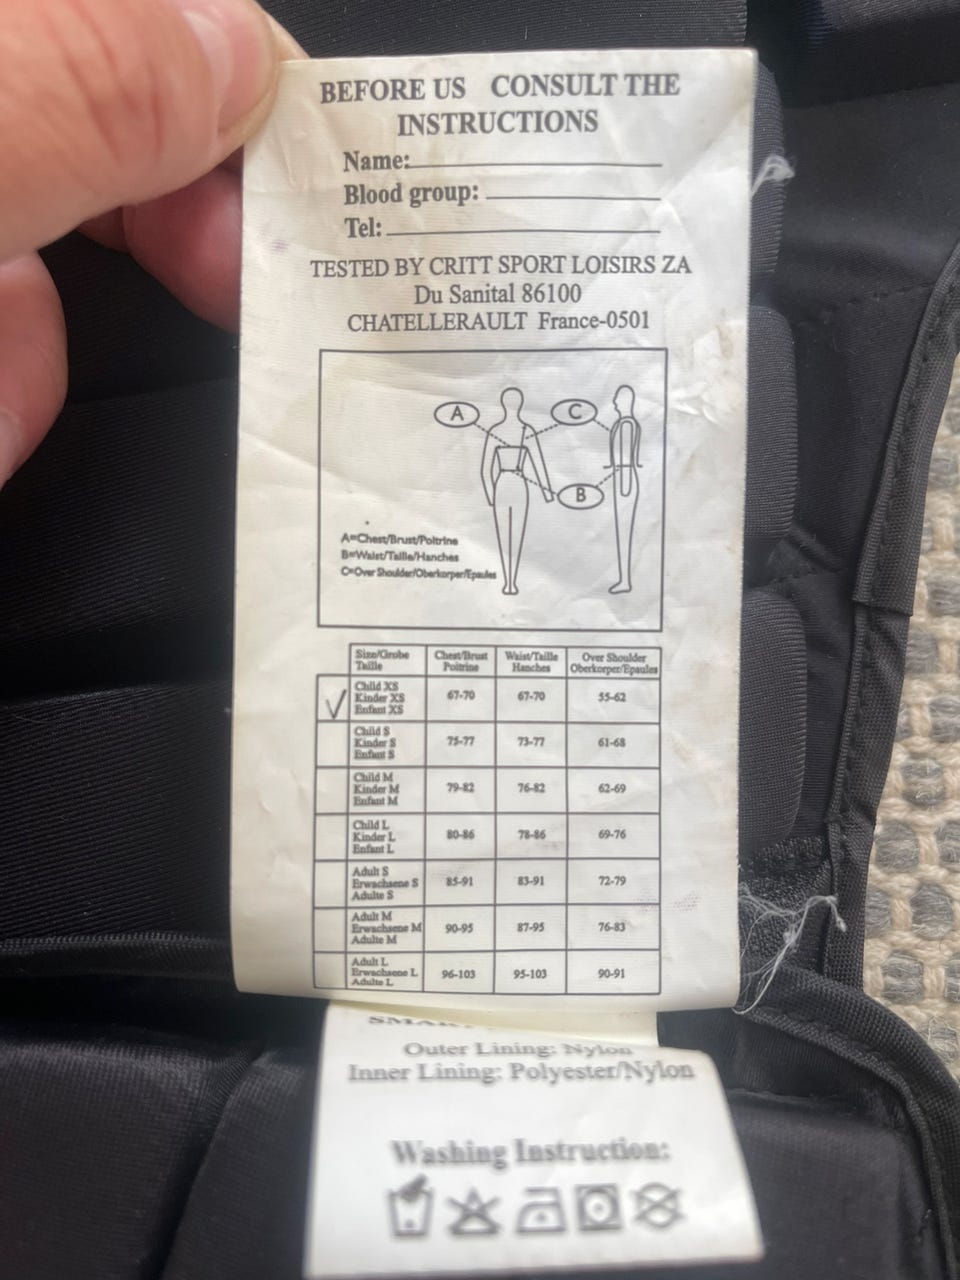 BEFORE US CONSULT THE
INSTRUCTIONS
Name:
Blood group:
Tel:
TESTED BY CRITT SPORT LOISIRS ZA
Du Sanital 86100
CHATELLERAULT France-0501
A
C
B
A=Chest/Brust/Poltrine
B=Waist/Taille/Hanches
C=Over Shoulder/Oberkorper/Epaules
Size/Grobe Chest/Brust Waist/Taille Over Shoulder
Taille Poitrine Hanches Oberkorper/Epaules
Child XS
Kinder XS 67-70 67-70 55-62
Enfant XS
Child S
Kinder S 75-77 73-77 61-68
Enfant S
Child M
Kinder M 79-82 76-82 62-69
Enfant M
Child L
Kinder L 80-86 78-86 69-76
Enfant L
Adult S
Erwachsene S 85-91 83-91 72-79
Adulte S
Adult M
Erwachsene M 90-95 87-95 76-83
Adulte M
Adult L
Erwachsene L 96-103 95-103 90-91
Adulte L
Outer Lining: Nylon
Inner Lining: Polyester/Nylon
Washing Instruction: